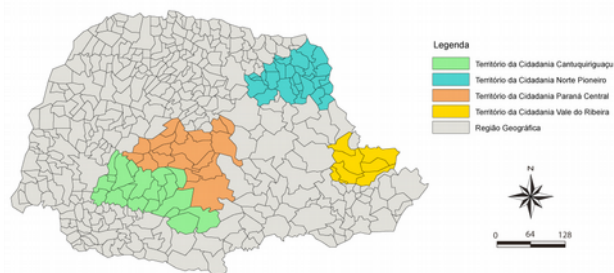 Legenda
Território da Cidadania Cantuquiriguaçu
Território da Cidadania Norte Pioneiro
Território da Cidadania Paraná Central
Território da Cidadania Vale do Ribeira
Região Geográfica
N
0 64 128